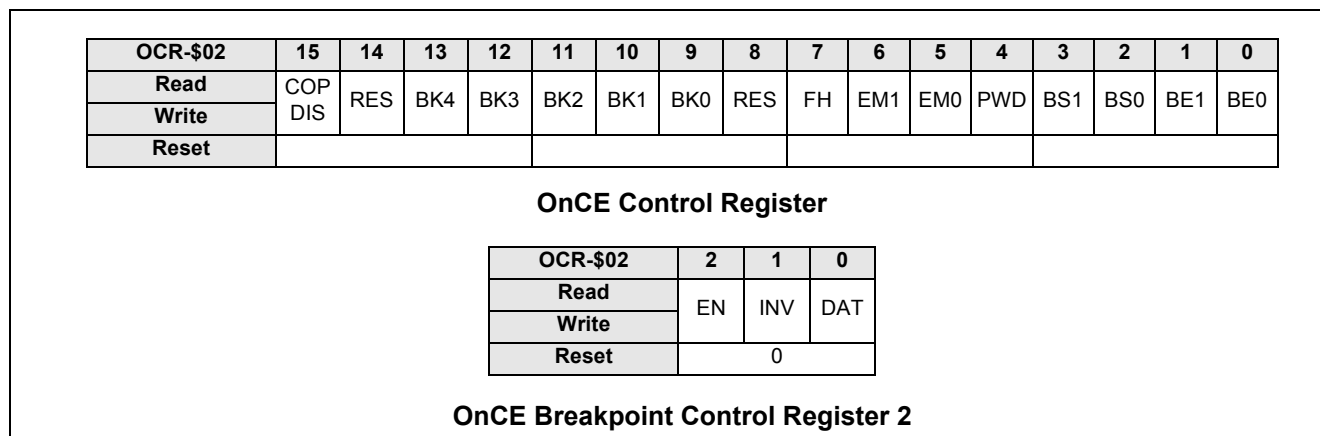 OCR-$02 15 14 13 12 11 10 9 8 7 6 5 4 3 2 1 0
Read COP DIS RES BK4 BK3 BK2 BK1 BK0 RES FH EM1 EM0 PWD BS1 BS0 BE1 BE0
Write
Reset
OnCE Control Register
OCR-$02 2 1 0
Read EN INV DAT
Write
Reset 0
OnCE Breakpoint Control Register 2